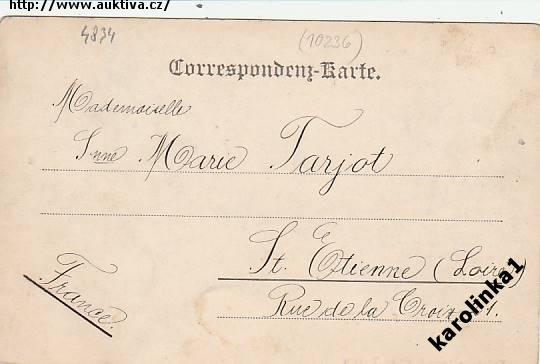 http://www.auktiva.cz/
4834
(10236)
Correspondenz-Karte.
Mademoiselle
Marie Tarjot
St. Etienne (Loire)
Rue de la Croix
France
karolinka1